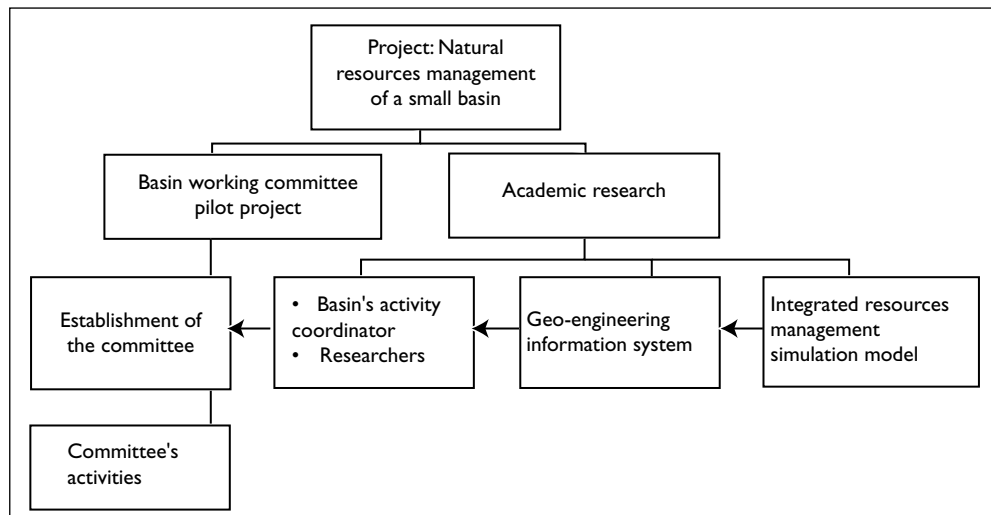 Project: Natural
resources management
of a small basin
Basin working committee
pilot project
Academic research
Establishment of
the committee
• Basin's activity
coordinator
• Researchers
Geo-engineering
information system
Integrated resources
management
simulation model
Committee's
activities